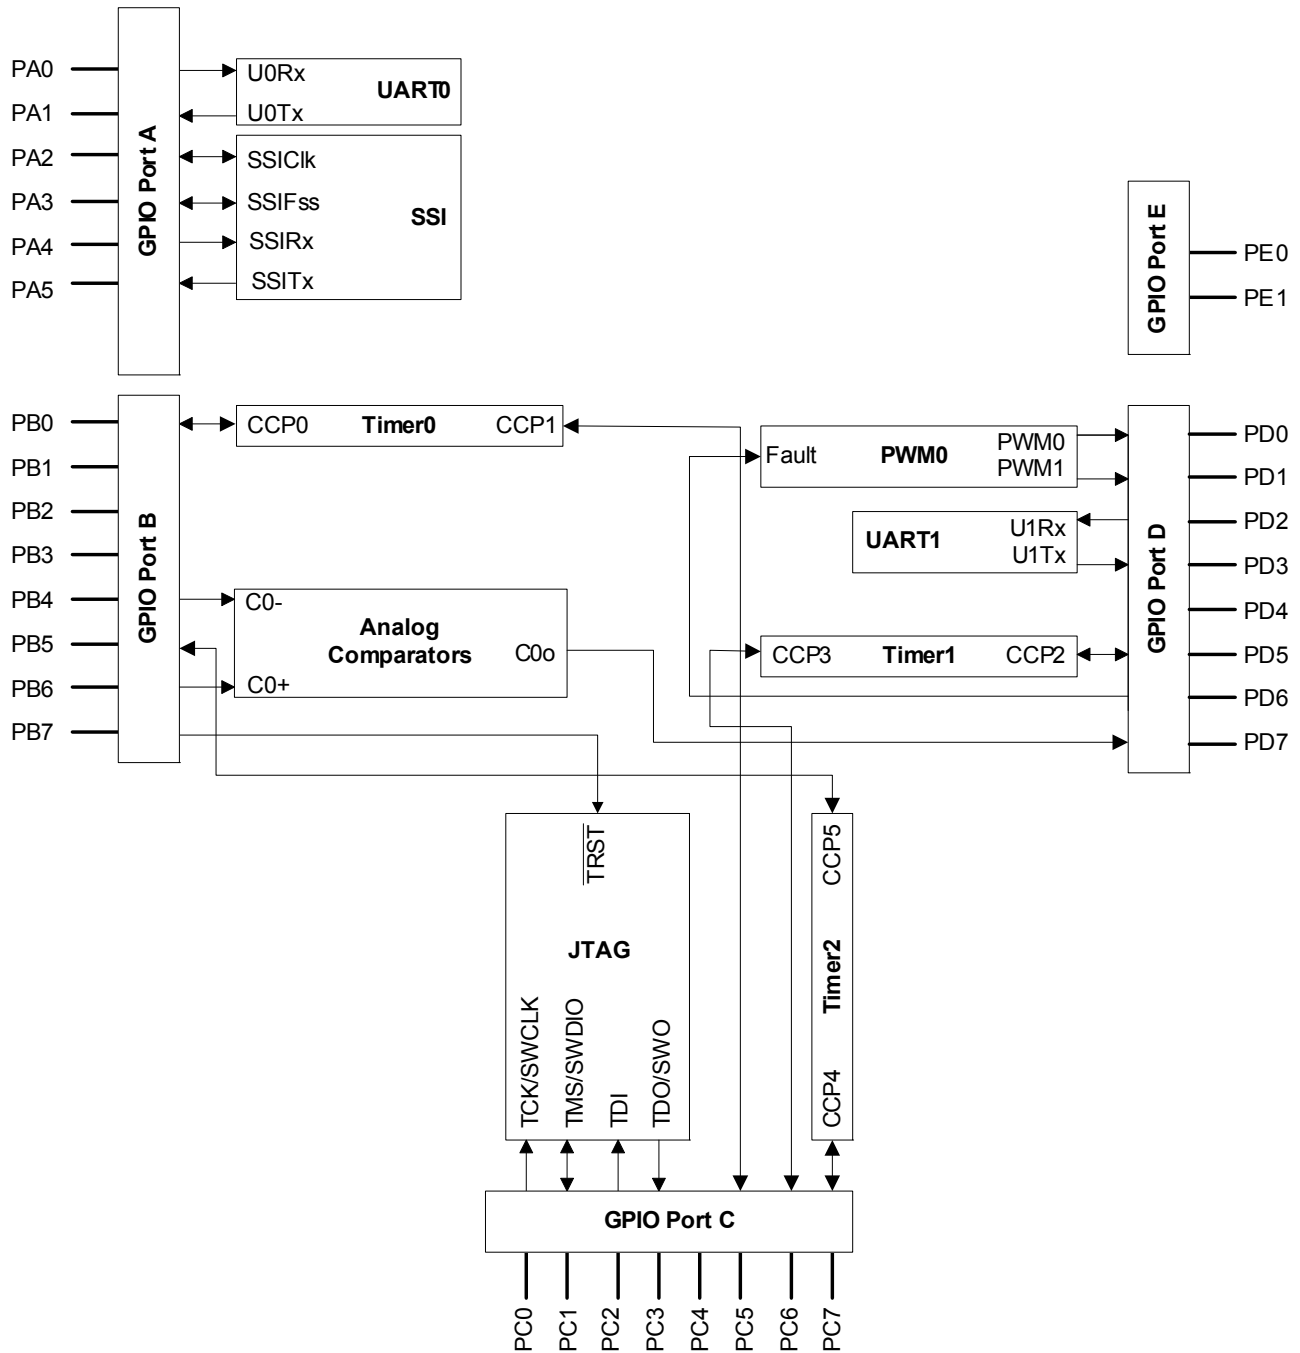 PA0
PA1
PA2
PA3
PA4
PA5
GPIO Port A
U0Rx
U0Tx
UART0
SSIClk
SSIFss
SSIRx
SSITx
SSI
GPIO Port E
PE0
PE1
PB0
PB1
PB2
PB3
PB4
PB5
PB6
PB7
GPIO Port B
CCP0
Timer0
CCP1
C0-
C0+
Analog
Comparators
C0o
Fault
PWM0
PWM0
PWM1
UART1
U1Rx
U1Tx
CCP3
Timer1
CCP2
GPIO Port D
PD0
PD1
PD2
PD3
PD4
PD5
PD6
PD7
TRST
JTAG
TCK/SWCLK
TMS/SWDIO
TDI
TDO/SWO
CCP5
Timer2
CCP4
GPIO Port C
PC0
PC1
PC2
PC3
PC4
PC5
PC6
PC7